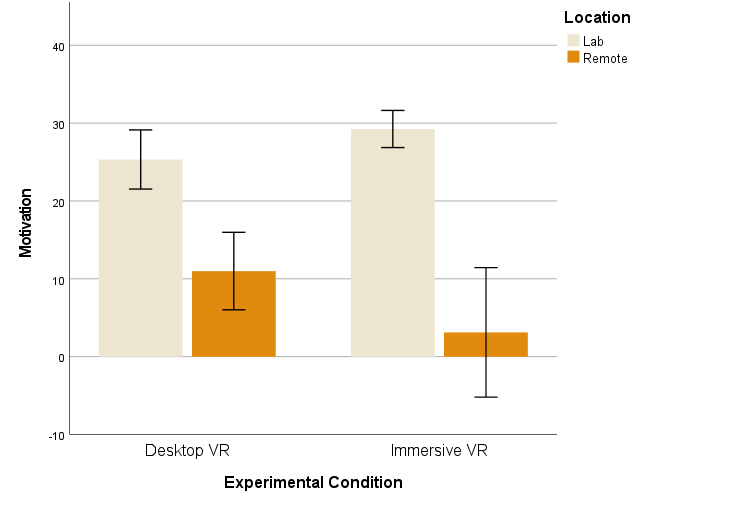 Location
Lab
Remote
40
30
20
10
0
-10
Motivation
Desktop VR
Immersive VR
Experimental Condition